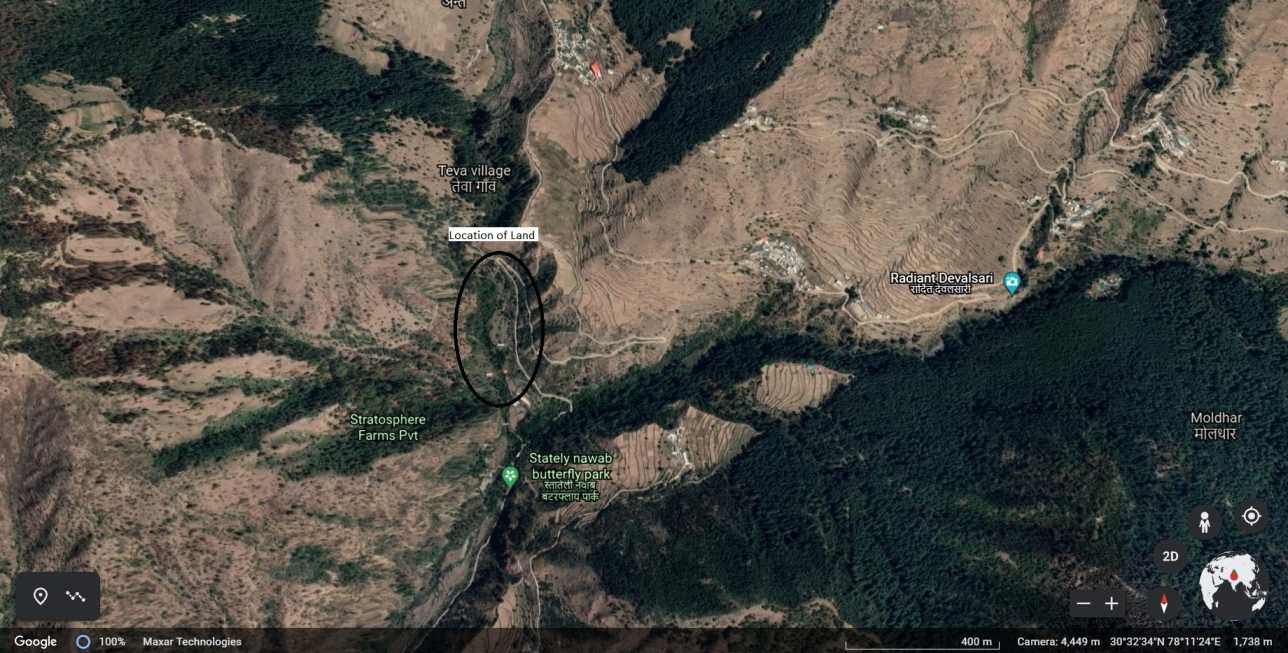 अन्त
Teva village
तेवा गाँव
Location of Land
Radiant Devalsari
रादित देवलसारी
Stratosphere
Farms Pvt
Moldhar
मोलधार
Stately nawab
butterfly park
स्तातेली नवाब
बटरफ्लाय पार्क
2D
Google
100%
Maxar Technologies
400 m
Camera: 4,449 m
30°32'34"N 78°11'24"E
1,738 m